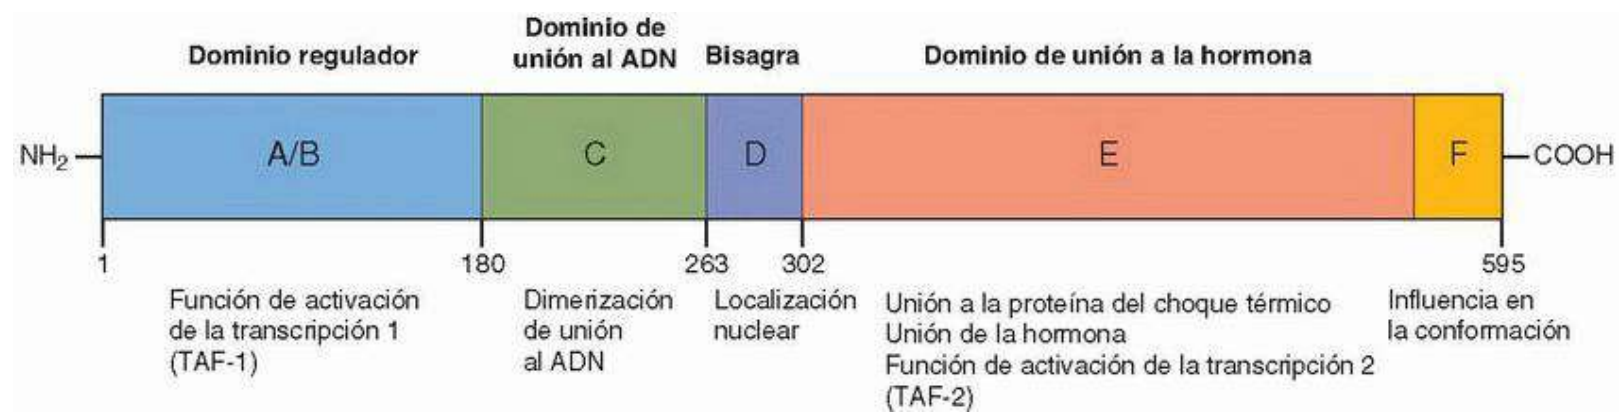 Dominio regulador
Dominio de
unión al ADN
Bisagra
Dominio de unión a la hormona
NH2
A/B
C
D
E
F
COOH
1
180
263
302
595
Función de activación
de la transcripción 1
(TAF-1)
Dimerización
de unión
al ADN
Localización
nuclear
Unión a la proteína del choque térmico
Unión de la hormona
Función de activación de la transcripción 2
(TAF-2)
Influencia en
la conformación